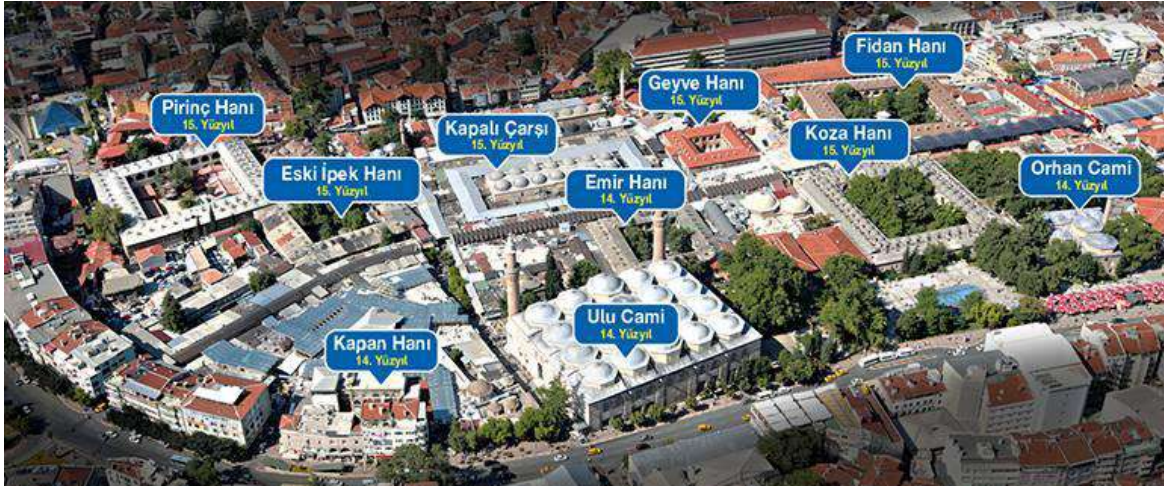 Fidan Hanı
15. Yüzyıl
Geyve Hanı
15. Yüzyıl
Pirinç Hanı
15. Yüzyıl
Kapalı Çarşı
15. Yüzyıl
Koza Hanı
15. Yüzyıl
Eski İpek Hanı
15. Yüzyıl
Emir Hanı
14. Yüzyıl
Orhan Cami
14. Yüzyıl
Ulu Cami
14. Yüzyıl
Kapan Hanı
14. Yüzyıl